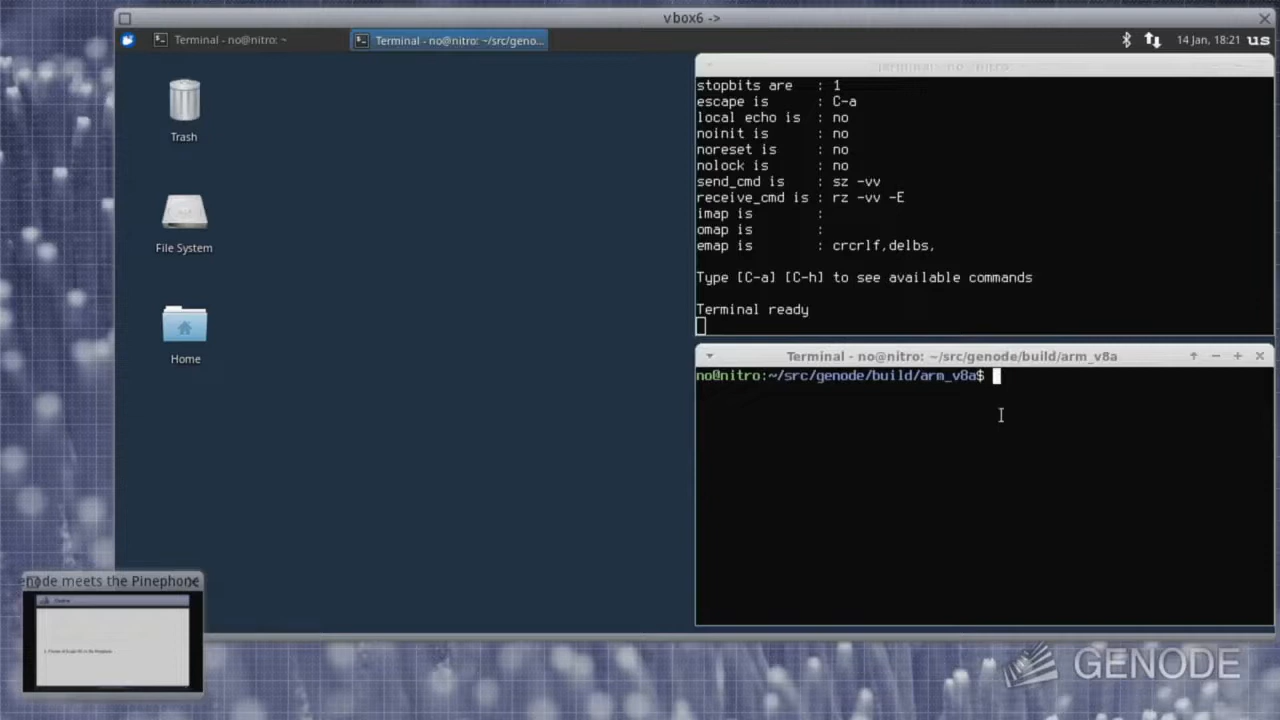 vbox6 ->
Terminal - no@nitro: ~
Terminal - no@nitro: ~/src/geno...
14 Jan, 18:21
us
Trash
File System
Home
stopbits are : 1
escape is : C-a
local echo is : no
noinit is : no
noreset is : no
nolock is : no
send_cmd is : sz -vv
receive_cmd is : rz -vv -E
imap is :
omap is :
emap is : crcrlf,delbs,
Type [C-a] [C-h] to see available commands
Terminal ready
Terminal - no@nitro: ~/src/genode/build/arm_v8a
no@nitro:~/src/genode/build/arm_v8a$
enode meets the Pinephone
GENODE